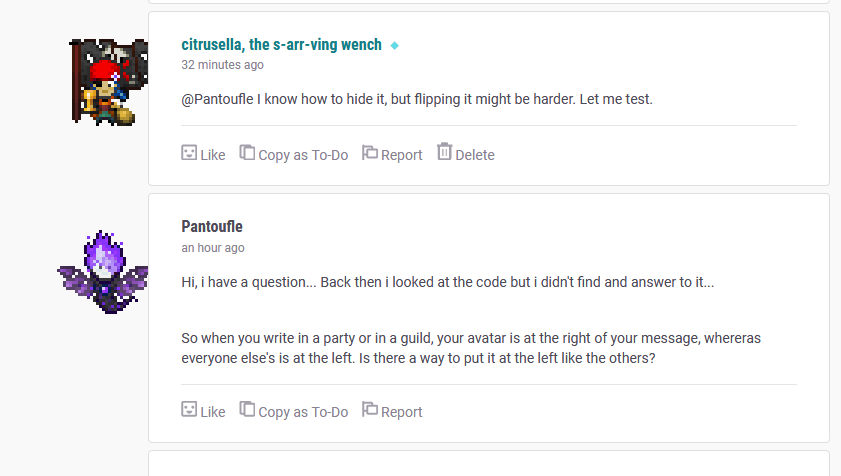 citrusella, the s-arr-ving wench
32 minutes ago
@Pantoufle I know how to hide it, but flipping it might be harder. Let me test.
Like Copy as To-Do Report Delete
Pantoufle
an hour ago
Hi, i have a question... Back then i looked at the code but i didn't find and answer to it...
So when you write in a party or in a guild, your avatar is at the right of your message, whereras
everyone else's is at the left. Is there a way to put it at the left like the others?
Like Copy as To-Do Report